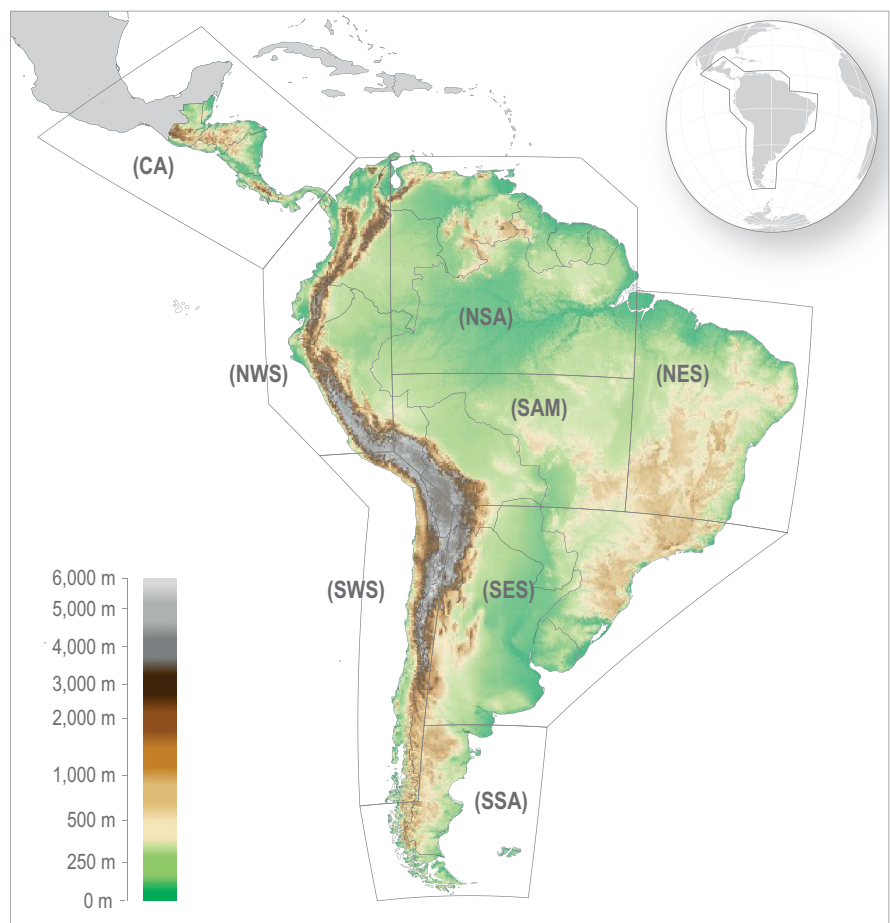 (CA)
(NSA)
(NWS)
(NES)
(SAM)
(SWS)
(SES)
(SSA)
6,000 m
5,000 m
4,000 m
3,000 m
2,000 m
1,000 m
500 m
250 m
0 m